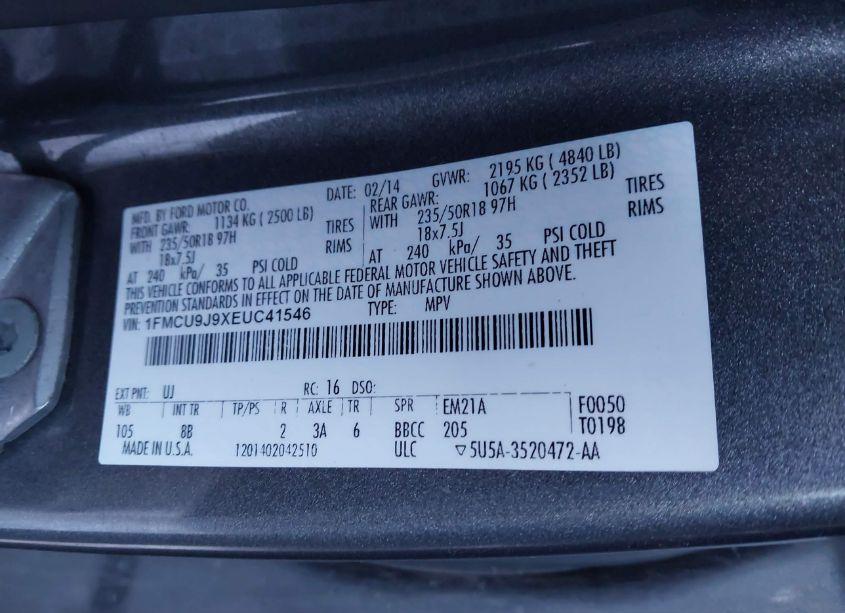 MFD. BY FORD MOTOR CO. DATE: 02/14 GVWR: 2195 KG ( 4840 LB)
FRONT GAWR: 1134 KG ( 2500 LB) REAR GAWR: 1067 KG ( 2352 LB)
WITH 235/50R18 97H TIRES WITH 235/50R18 97H TIRES
18x7.5J RIMS 18x7.5J RIMS
AT 240 kPa/ 35 PSI COLD AT 240 kPa/ 35 PSI COLD
THIS VEHICLE CONFORMS TO ALL APPLICABLE FEDERAL MOTOR VEHICLE SAFETY AND THEFT
PREVENTION STANDARDS IN EFFECT ON THE DATE OF MANUFACTURE SHOWN ABOVE.
VIN: 1FMCU9J9XEUC41546 TYPE: MPV
EXT PNT: UJ RC: 16 DSO:
WB INT TR TP/PS R AXLE TR SPR EM21A F0050
105 8B 2 3A 6 BBCC 205 T0198
MADE IN U.S.A. 1201402042510 ULC ▽5U5A-3520472-AA